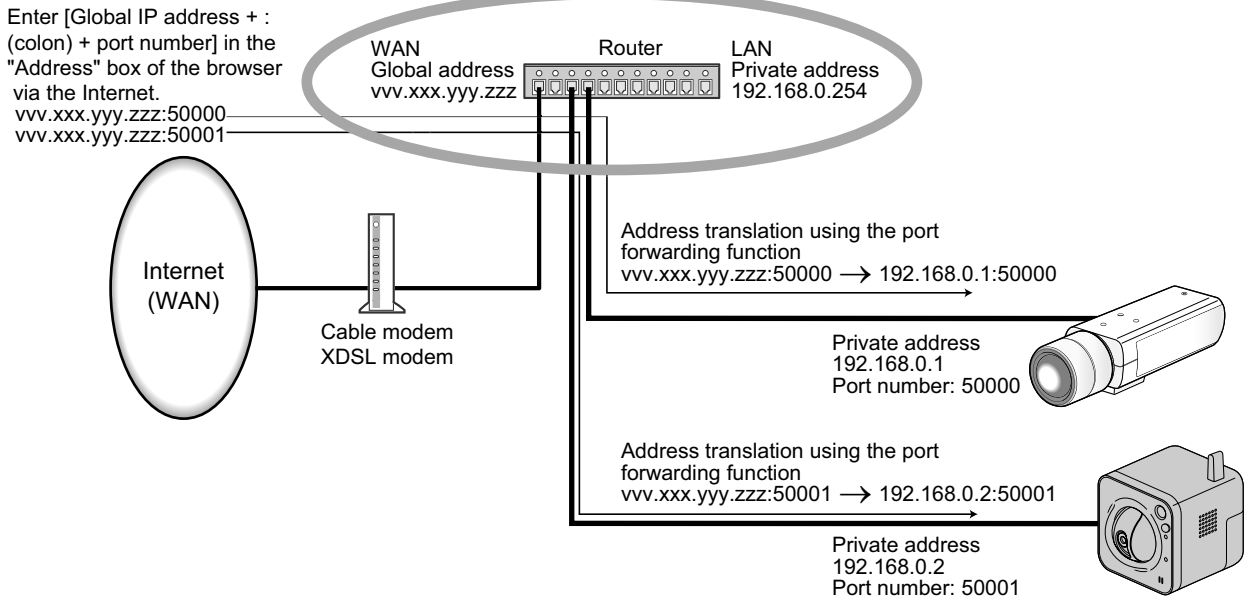 Enter [Global IP address + :
(colon) + port number] in the
"Address" box of the browser
via the Internet.
vvv.xxx.yyy.zzz:50000
vvv.xxx.yyy.zzz:50001
WAN
Global address
vvv.xxx.yyy.zzz
Router
LAN
Private address
192.168.0.254
Internet
(WAN)
Cable modem
XDSL modem
Address translation using the port
forwarding function
vvv.xxx.yyy.zzz:50000 → 192.168.0.1:50000
Private address
192.168.0.1
Port number: 50000
Address translation using the port
forwarding function
vvv.xxx.yyy.zzz:50001 → 192.168.0.2:50001
Private address
192.168.0.2
Port number: 50001